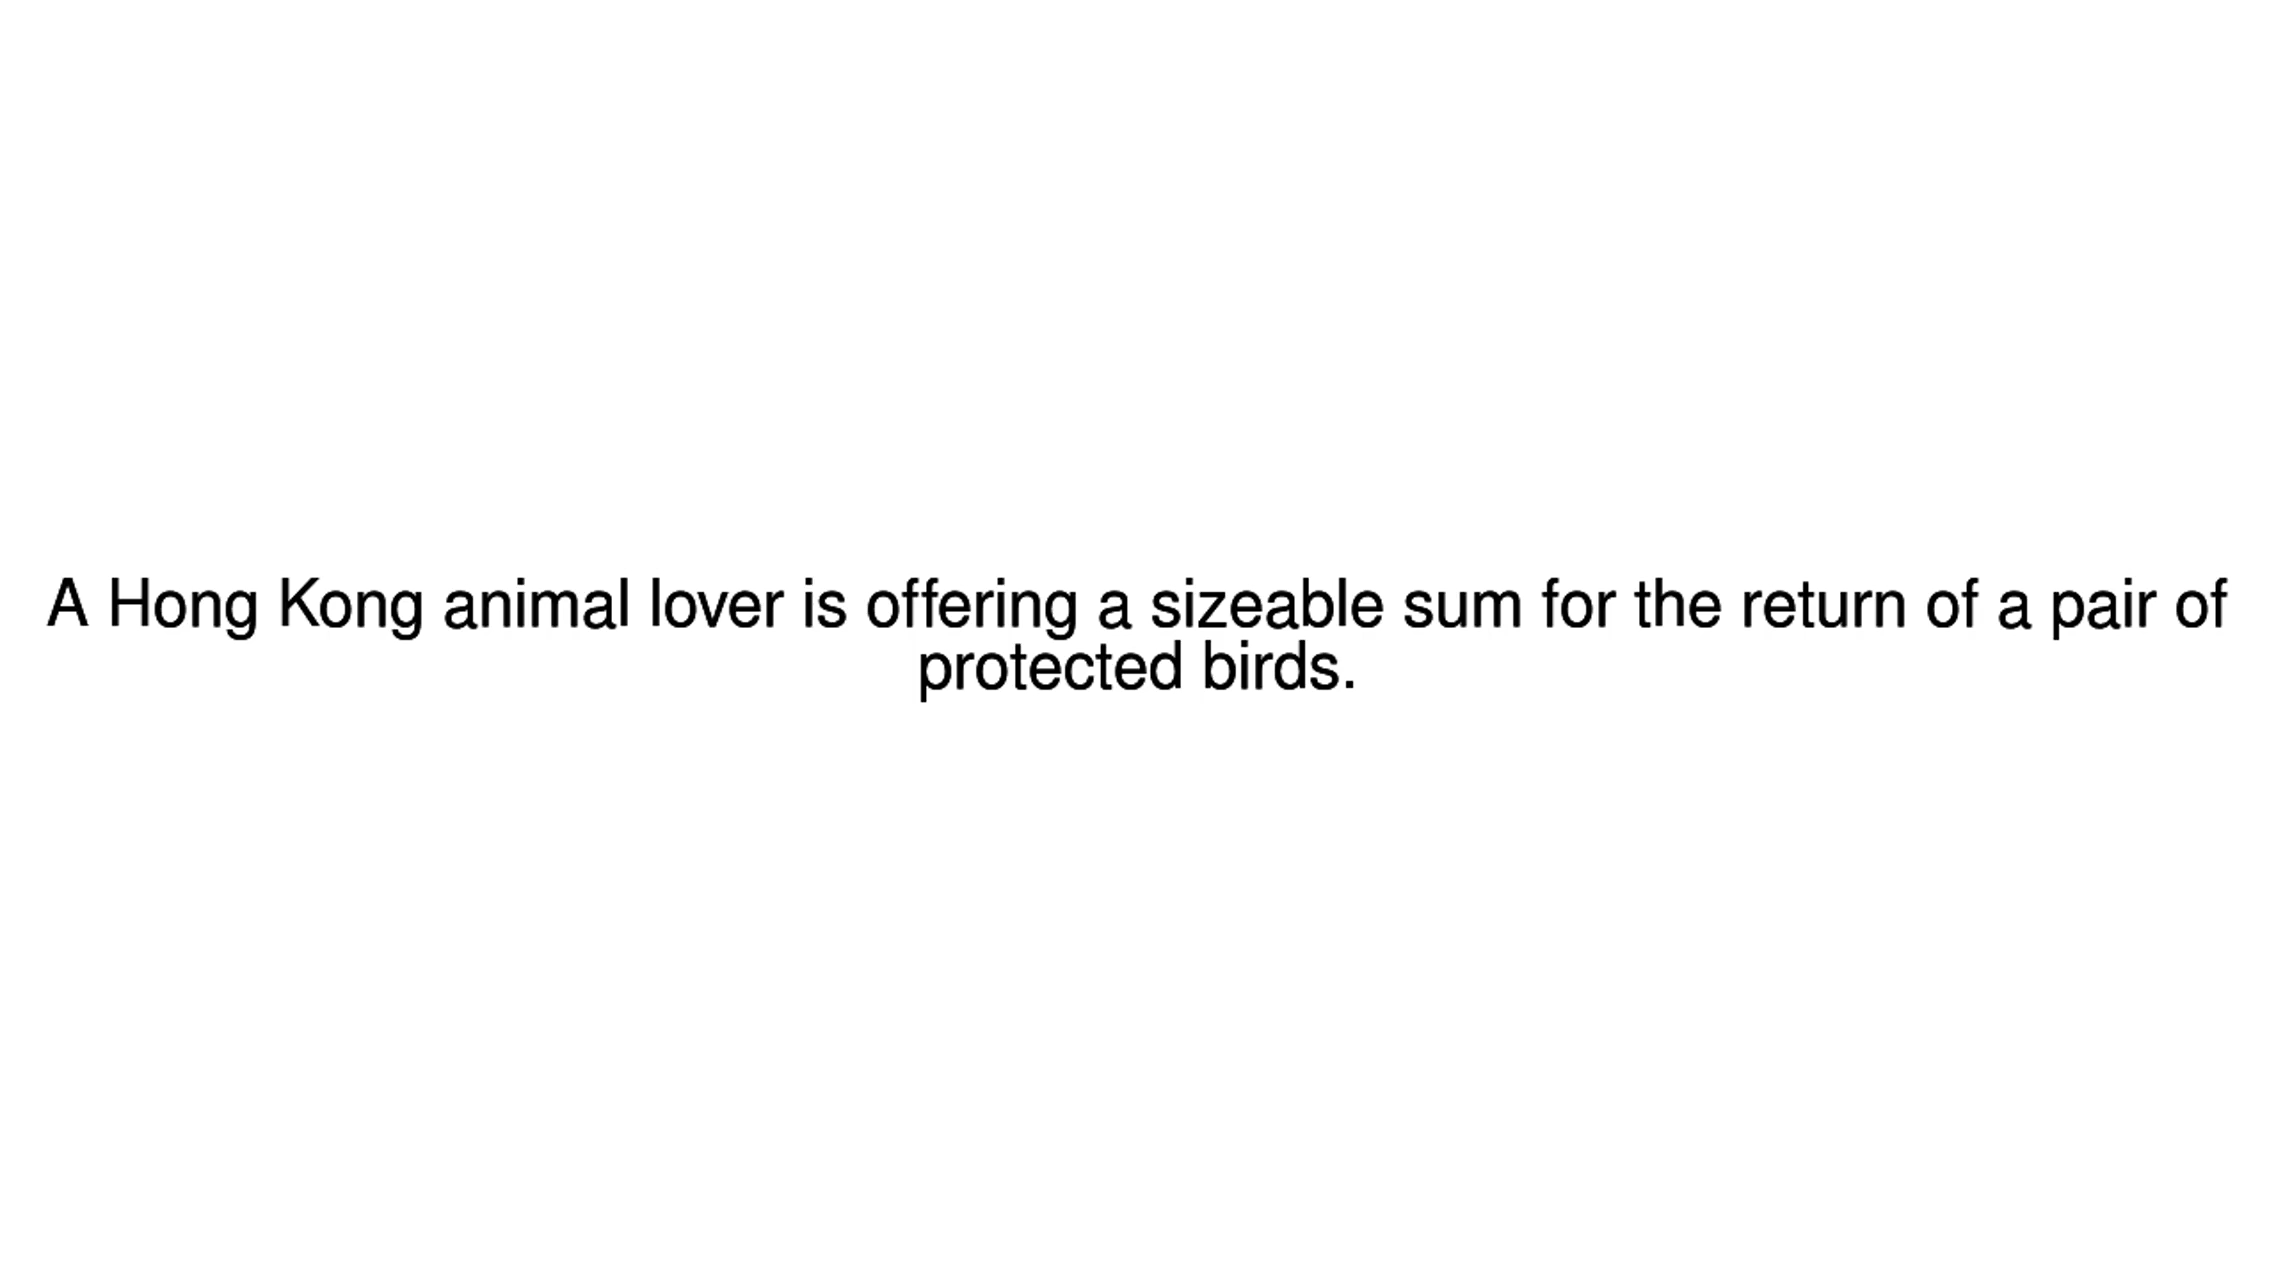 A Hong Kong animal lover is offering a sizeable sum for the return of a pair of
protected birds.